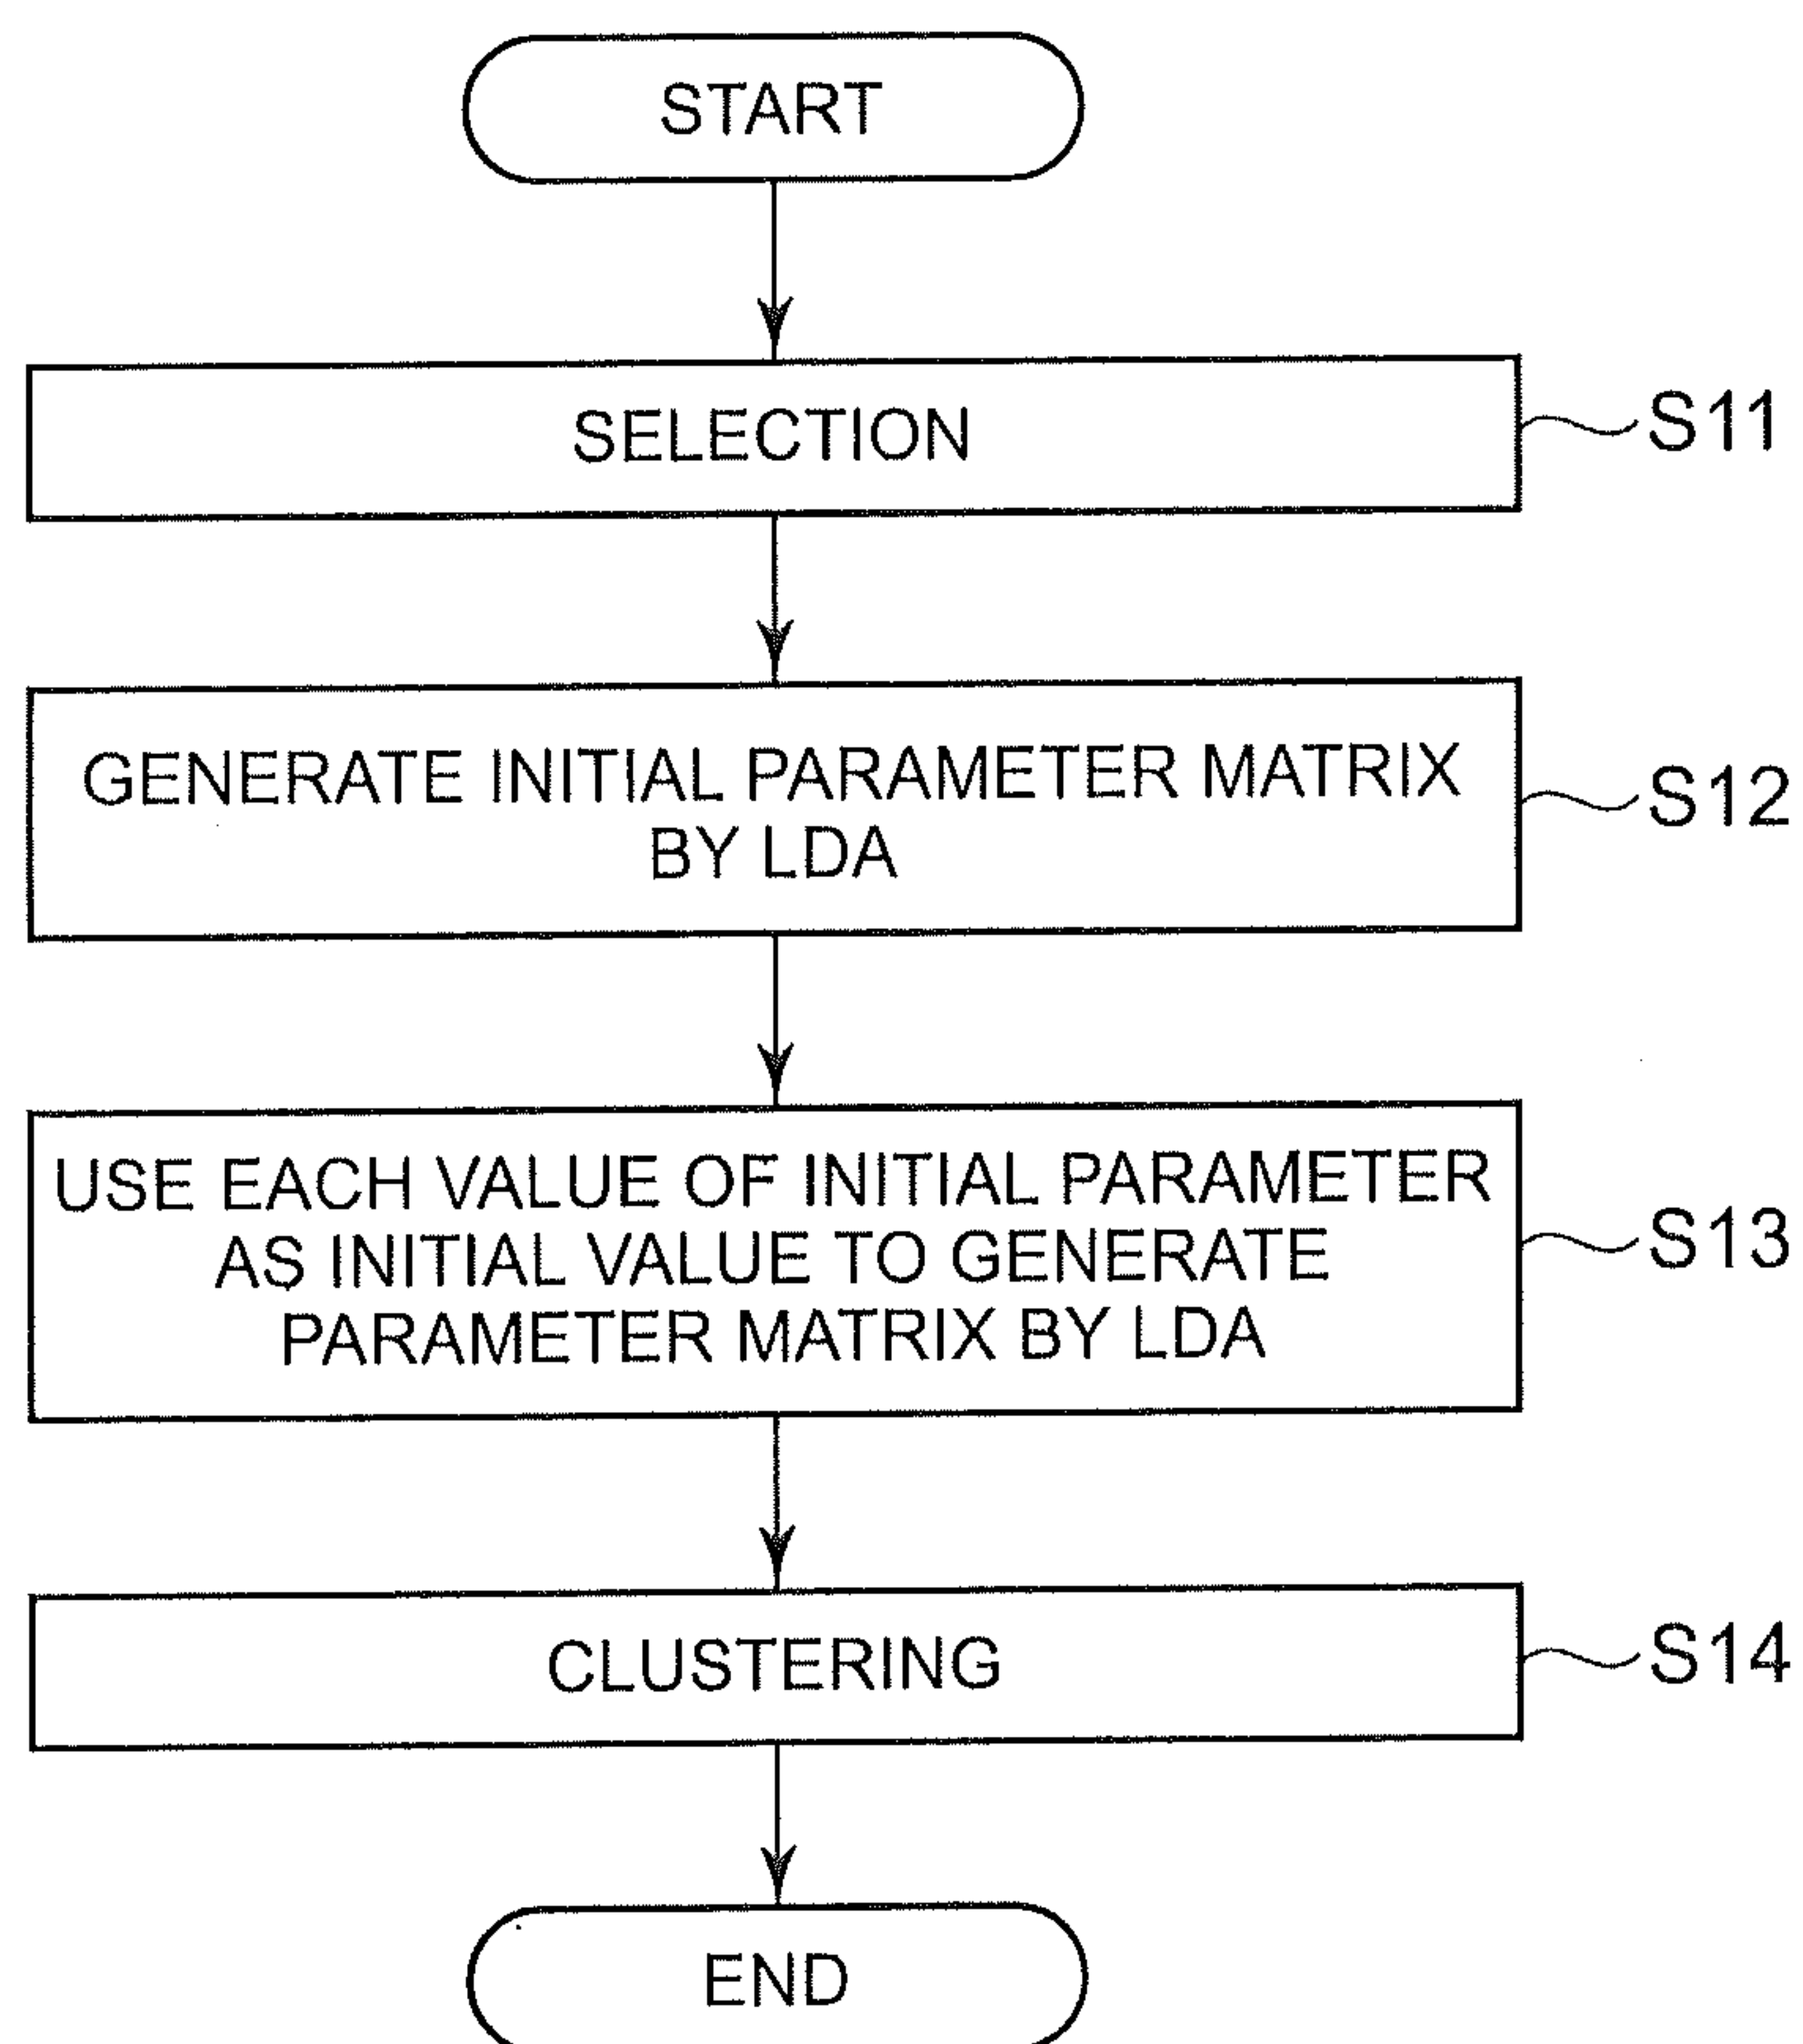 START
SELECTION
S11
GENERATE INITIAL PARAMETER MATRIX
BY LDA
S12
USE EACH VALUE OF INITIAL PARAMETER
AS INITIAL VALUE TO GENERATE
PARAMETER MATRIX BY LDA
S13
CLUSTERING
S14
END